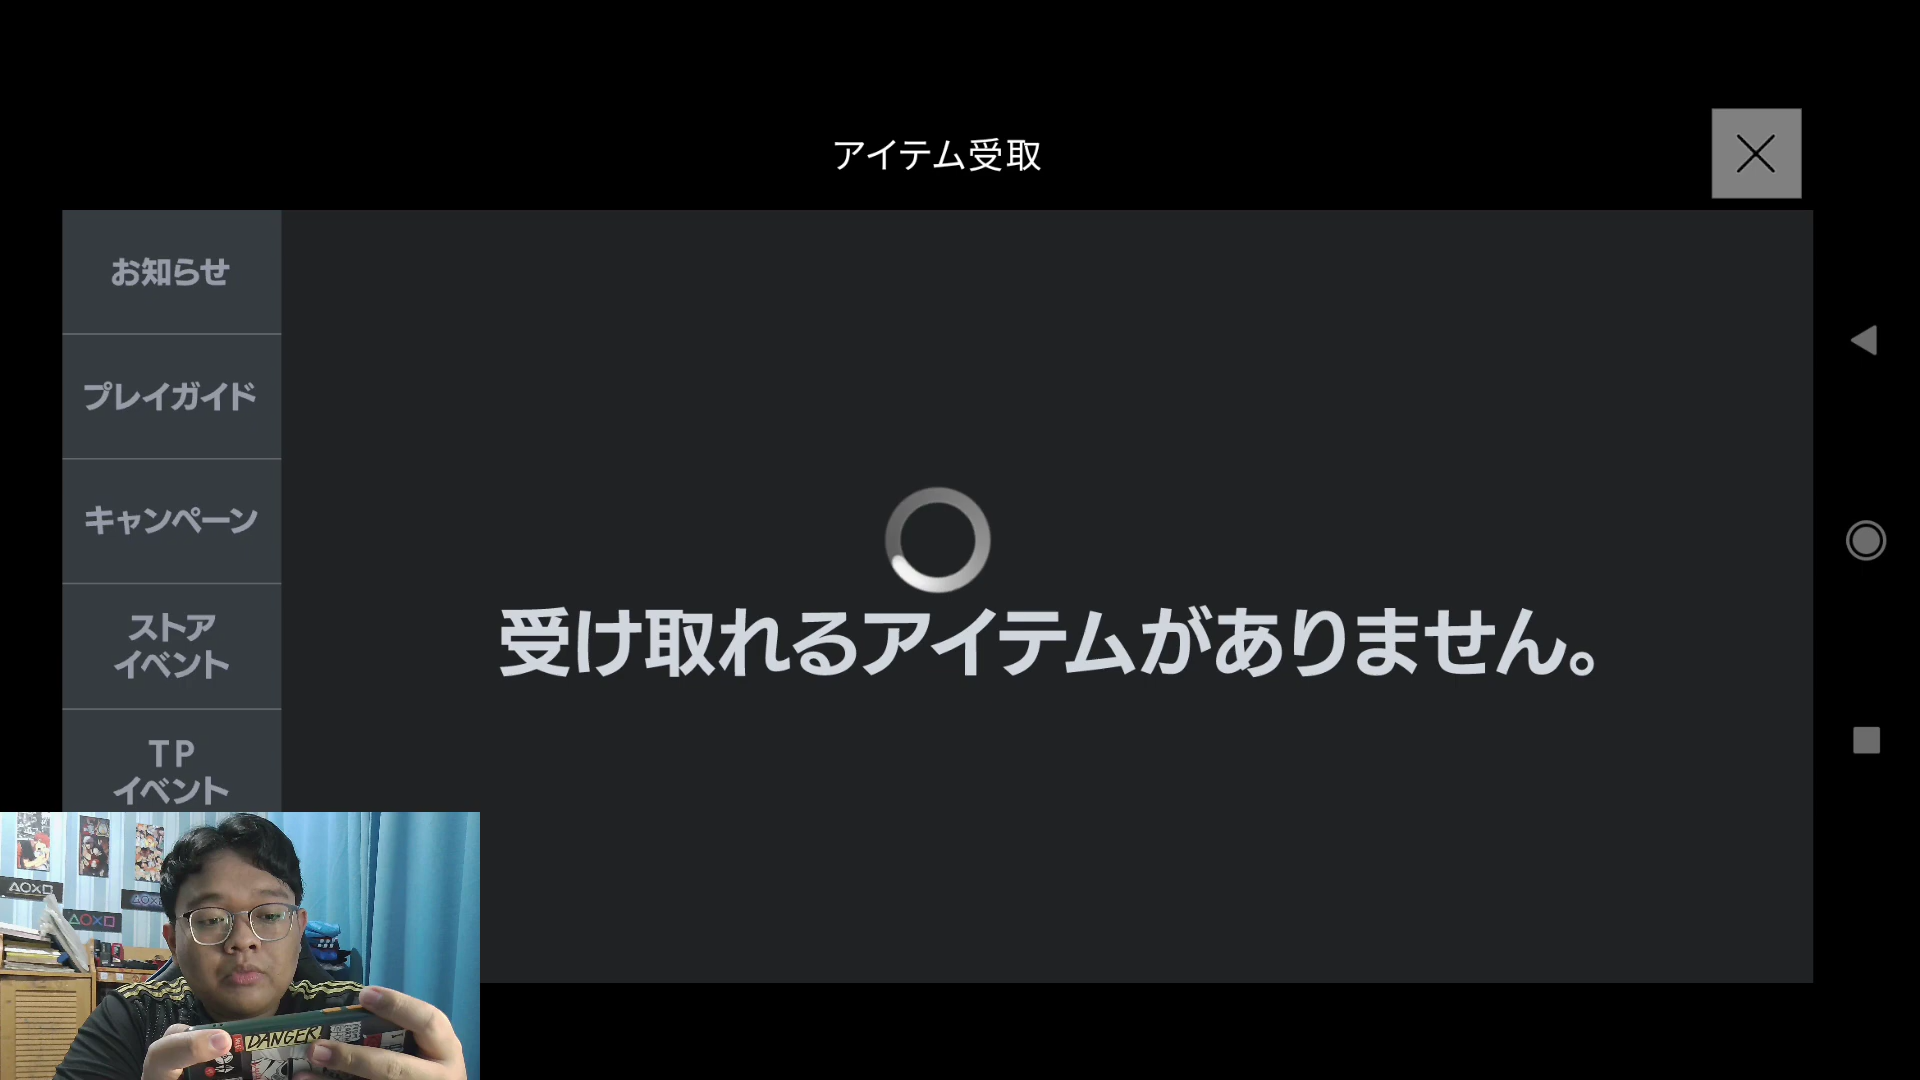 アイテム受取
お知らせ
プレイガイド
キャンペーン
ストア
イベント
TP
イベント
受け取れるアイテムがありません。
DANGER!